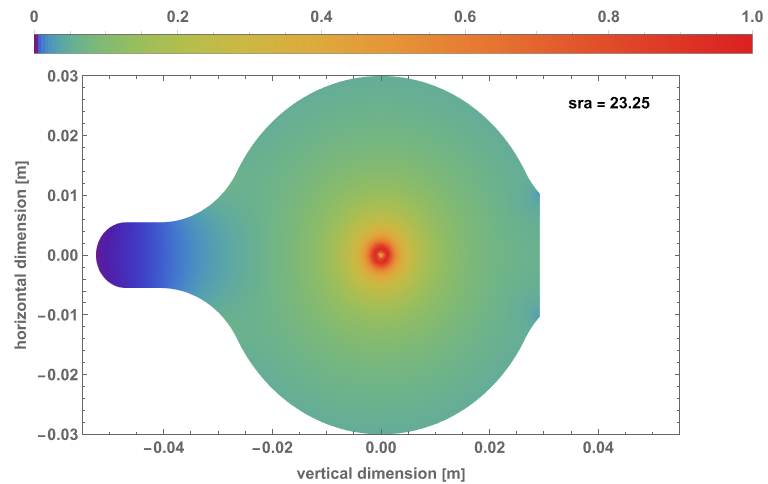 0 0.2 0.4 0.6 0.8 1.0
sra = 23.25
0.03
0.02
0.01
0.00
−0.01
−0.02
−0.03
horizontal dimension [m]
−0.04 −0.02 0.00 0.02 0.04
vertical dimension [m]